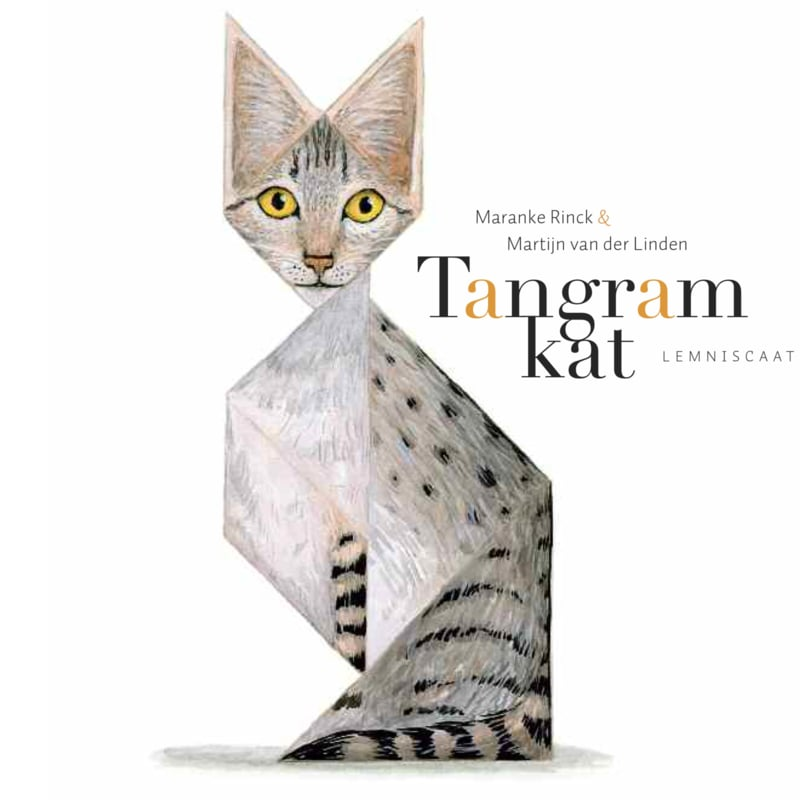 Maranke Rinck &
Martijn van der Linden
Tangram
kat
LEMNISCAAT